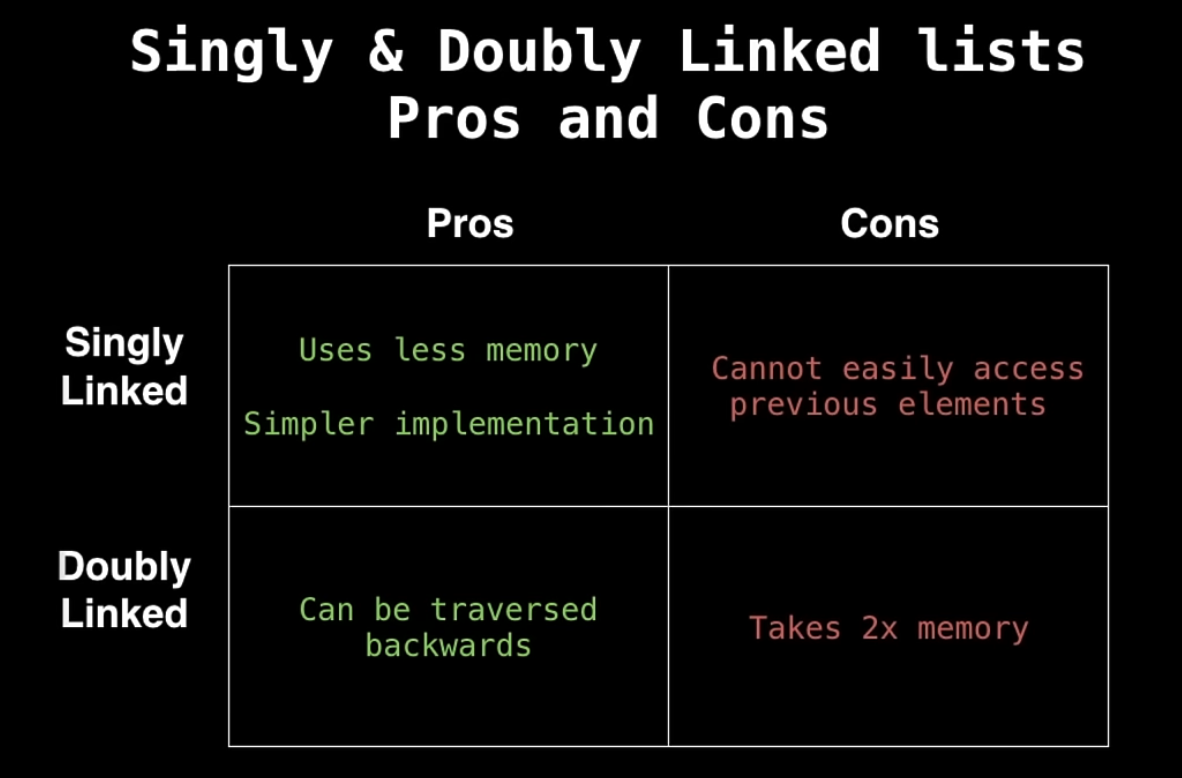 Singly & Doubly Linked lists
Pros and Cons
Pros
Cons
Singly
Linked
Uses less memory
Simpler implementation
Cannot easily access
previous elements
Doubly
Linked
Can be traversed
backwards
Takes 2x memory